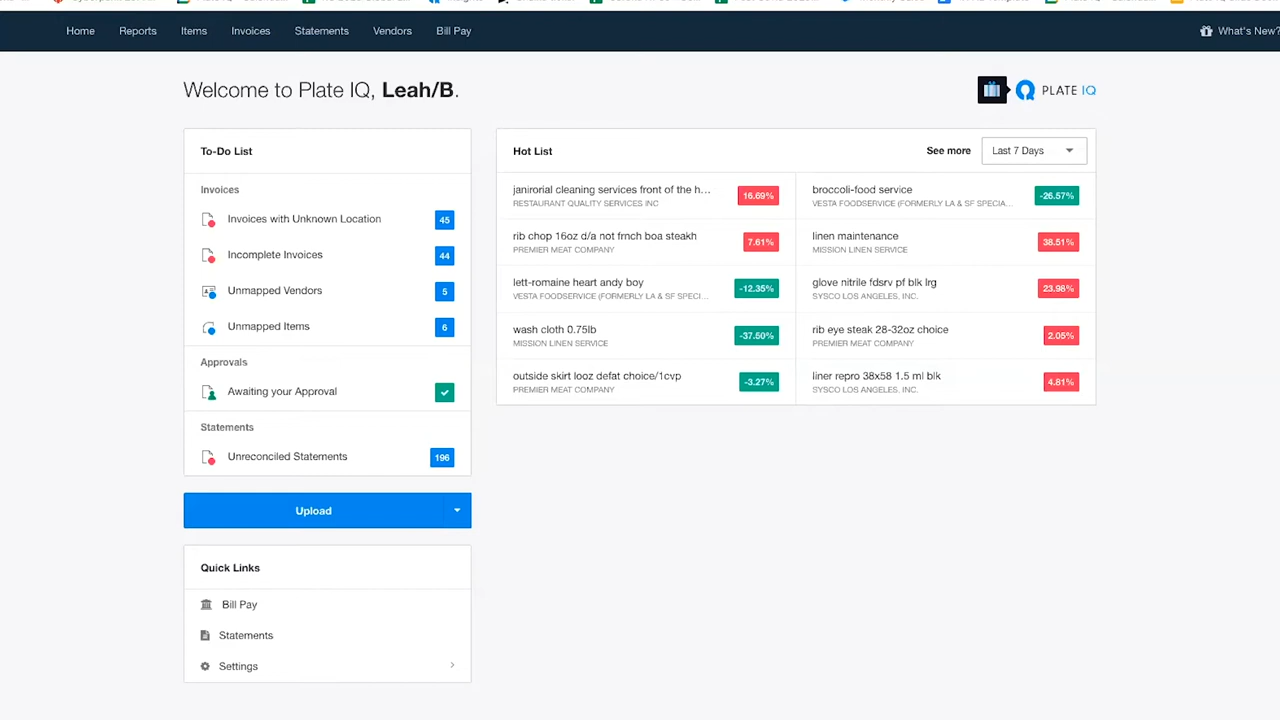 Home Reports Items Invoices Statements Vendors Bill Pay What's New?
Welcome to Plate IQ, Leah/B.
PLATE IQ
To-Do List
Invoices
Invoices with Unknown Location 45
Incomplete Invoices 44
Unmapped Vendors 5
Unmapped Items 6
Approvals
Awaiting your Approval
Statements
Unreconciled Statements 196
Upload
Quick Links
Bill Pay
Statements
Settings
Hot List See more Last 7 Days
janirorial cleaning services front of the h... 16.69%
RESTAURANT QUALITY SERVICES INC
rib chop 16oz d/a not frnch boa steakh 7.61%
PREMIER MEAT COMPANY
lett-romaine heart andy boy -12.35%
VESTA FOODSERVICE (FORMERLY LA & SF SPECI...
wash cloth 0.75lb -37.50%
MISSION LINEN SERVICE
outside skirt looz defat choice/1cvp -3.27%
PREMIER MEAT COMPANY
broccoli-food service -26.57%
VESTA FOODSERVICE (FORMERLY LA & SF SPECIA...
linen maintenance 38.51%
MISSION LINEN SERVICE
glove nitrile fdsrv pf blk lrg 23.98%
SYSCO LOS ANGELES, INC.
rib eye steak 28-32oz choice 2.05%
PREMIER MEAT COMPANY
liner repro 38x58 1.5 ml blk 4.81%
SYSCO LOS ANGELES, INC.